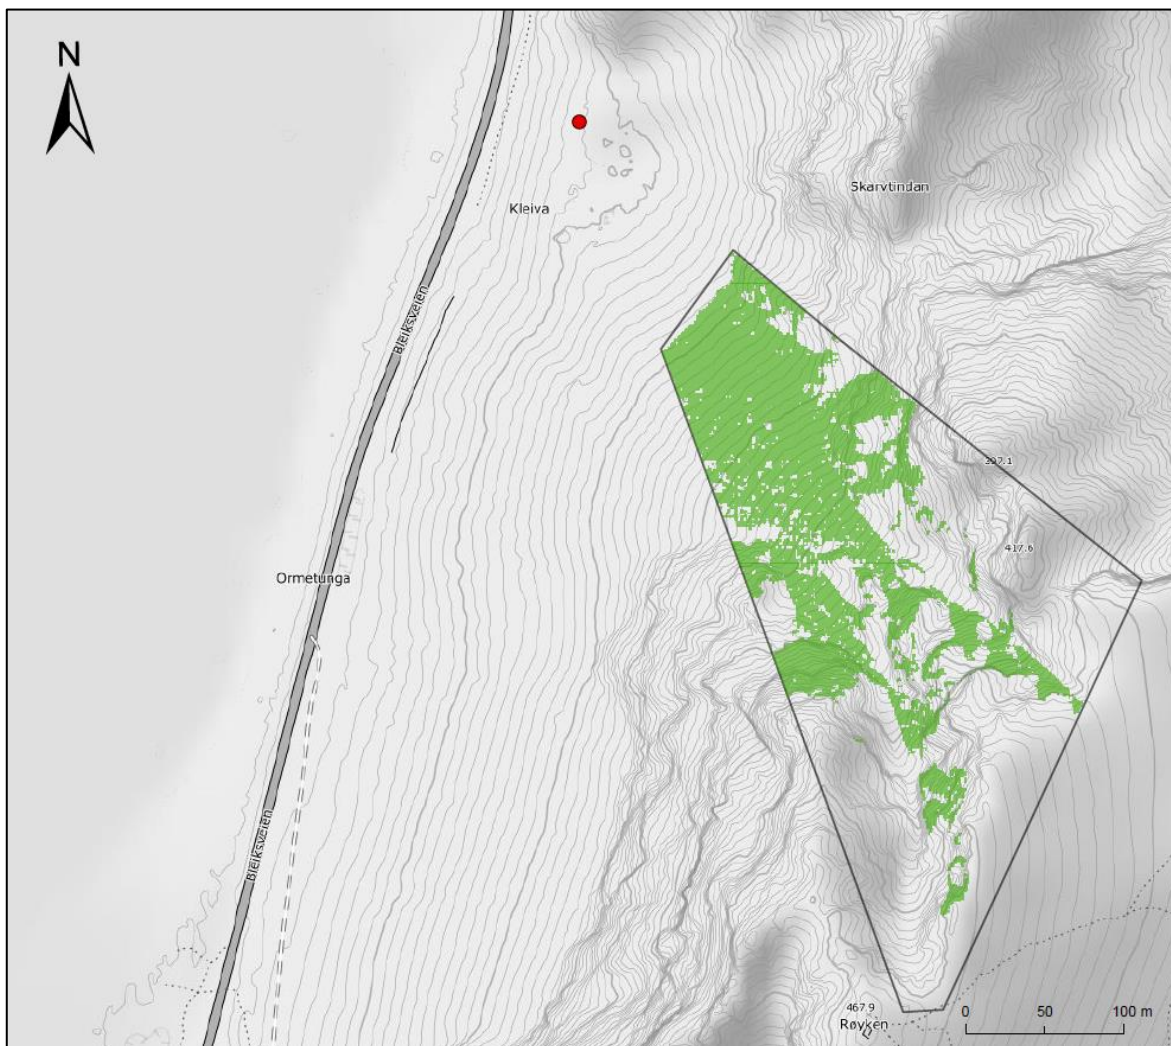 N
Skarvtindan
Kleiva
Bleiksveien
397.1
417.6
Ormetunga
Bleiksveien
467.9
Røyken
0 50 100 m